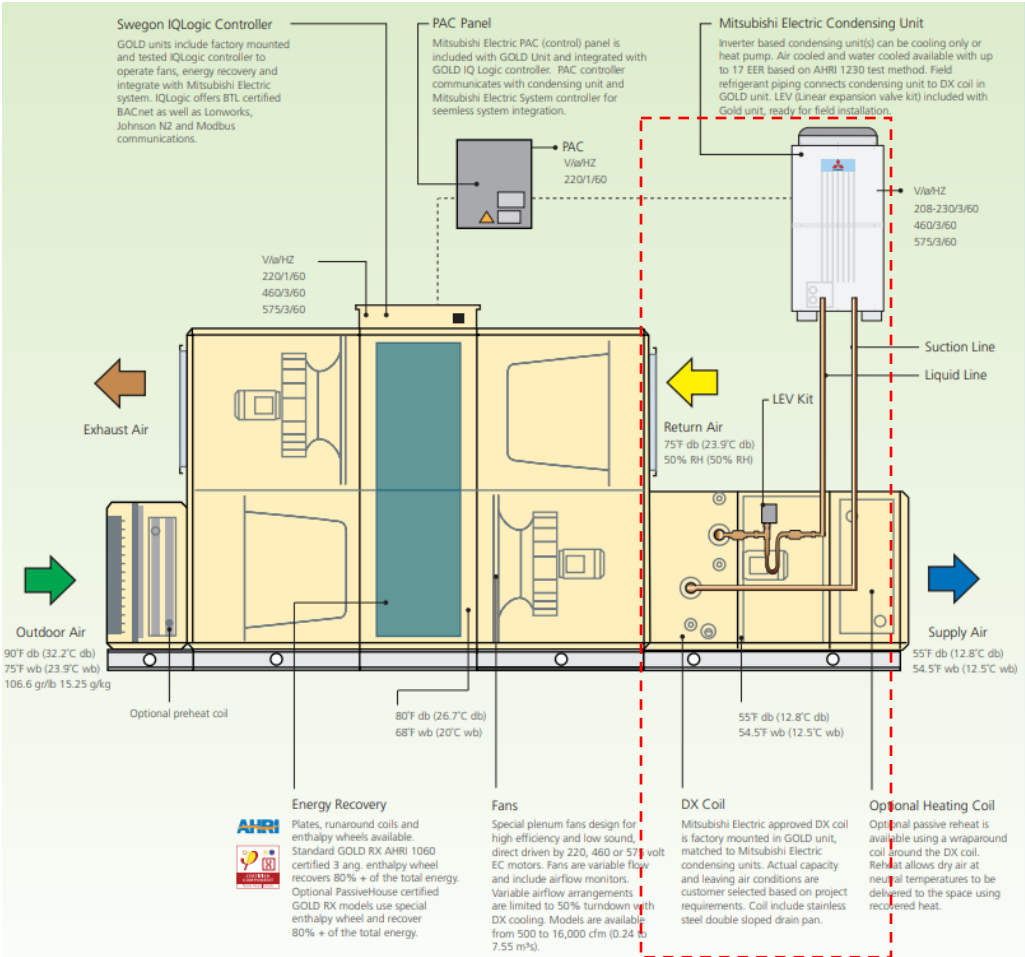 Swegon IQLogic Controller
GOLD units include factory mounted
and tested IQLogic controller to
operate fans, energy recovery and
integrate with Mitsubishi Electric
system. IQLogic offers BTL certified
BACnet as well as Lonworks,
Johnson N2 and Modbus
communications.
PAC Panel
Mitsubishi Electric PAC (control) panel is
included with GOLD Unit and integrated with
GOLD IQ Logic controller. PAC controller
communicates with condensing unit and
Mitsubishi Electric System controller for
seemless system integration.
Mitsubishi Electric Condensing Unit
Inverter based condensing unit(s) can be cooling only or
heat pump. Air cooled and water cooled available with up
to 17 EER based on AHRI 1230 test method. Field
refrigerant piping connects condensing unit to DX coil in
GOLD unit. LEV (Linear expansion valve kit) included with
Gold unit, ready for field installation.
PAC
V/ø/HZ
220/1/60
V/ø/HZ
208-230/3/60
460/3/60
575/3/60
V/ø/HZ
220/1/60
460/3/60
575/3/60
Suction Line
Liquid Line
LEV Kit
Exhaust Air
Return Air
75˚F db (23.9˚C db)
50% RH (50% RH)
Outdoor Air
90˚F db (32.2˚C db)
75˚F wb (23.9˚C wb)
106.6 gr/lb 15.25 g/kg
Supply Air
55˚F db (12.8˚C db)
54.5˚F wb (12.5˚C wb)
Optional preheat coil
80˚F db (26.7˚C db)
68˚F wb (20˚C wb)
55˚F db (12.8˚C db)
54.5˚F wb (12.5˚C wb)
AHRI
Energy Recovery
Plates, runaround coils and
enthalpy wheels available.
Standard GOLD RX AHRI 1060
certified 3 ang. enthalpy wheel
recovers 80% + of the total energy.
Optional PassiveHouse certified
GOLD RX models use special
enthalpy wheel and recover
80% + of the total energy.
Fans
Special plenum fans design for
high efficiency and low sound,
direct driven by 220, 460 or 575 volt
EC motors. Fans are variable flow
and include airflow monitors.
Variable airflow arrangements
are limited to 50% turndown with
DX cooling. Models are available
from 500 to 16,000 cfm (0.24 to
7.55 m³s).
DX Coil
Mitsubishi Electric approved DX coil
is factory mounted in GOLD unit,
matched to Mitsubishi Electric
condensing units. Actual capacity
and leaving air conditions are
customer selected based on project
requirements. Coil include stainless
steel double sloped drain pan.
Optional Heating Coil
Optional passive reheat is
available using a wraparound
coil around the DX coil.
Reheat allows dry air at
neutral temperatures to be
delivered to the space using
recovered heat.